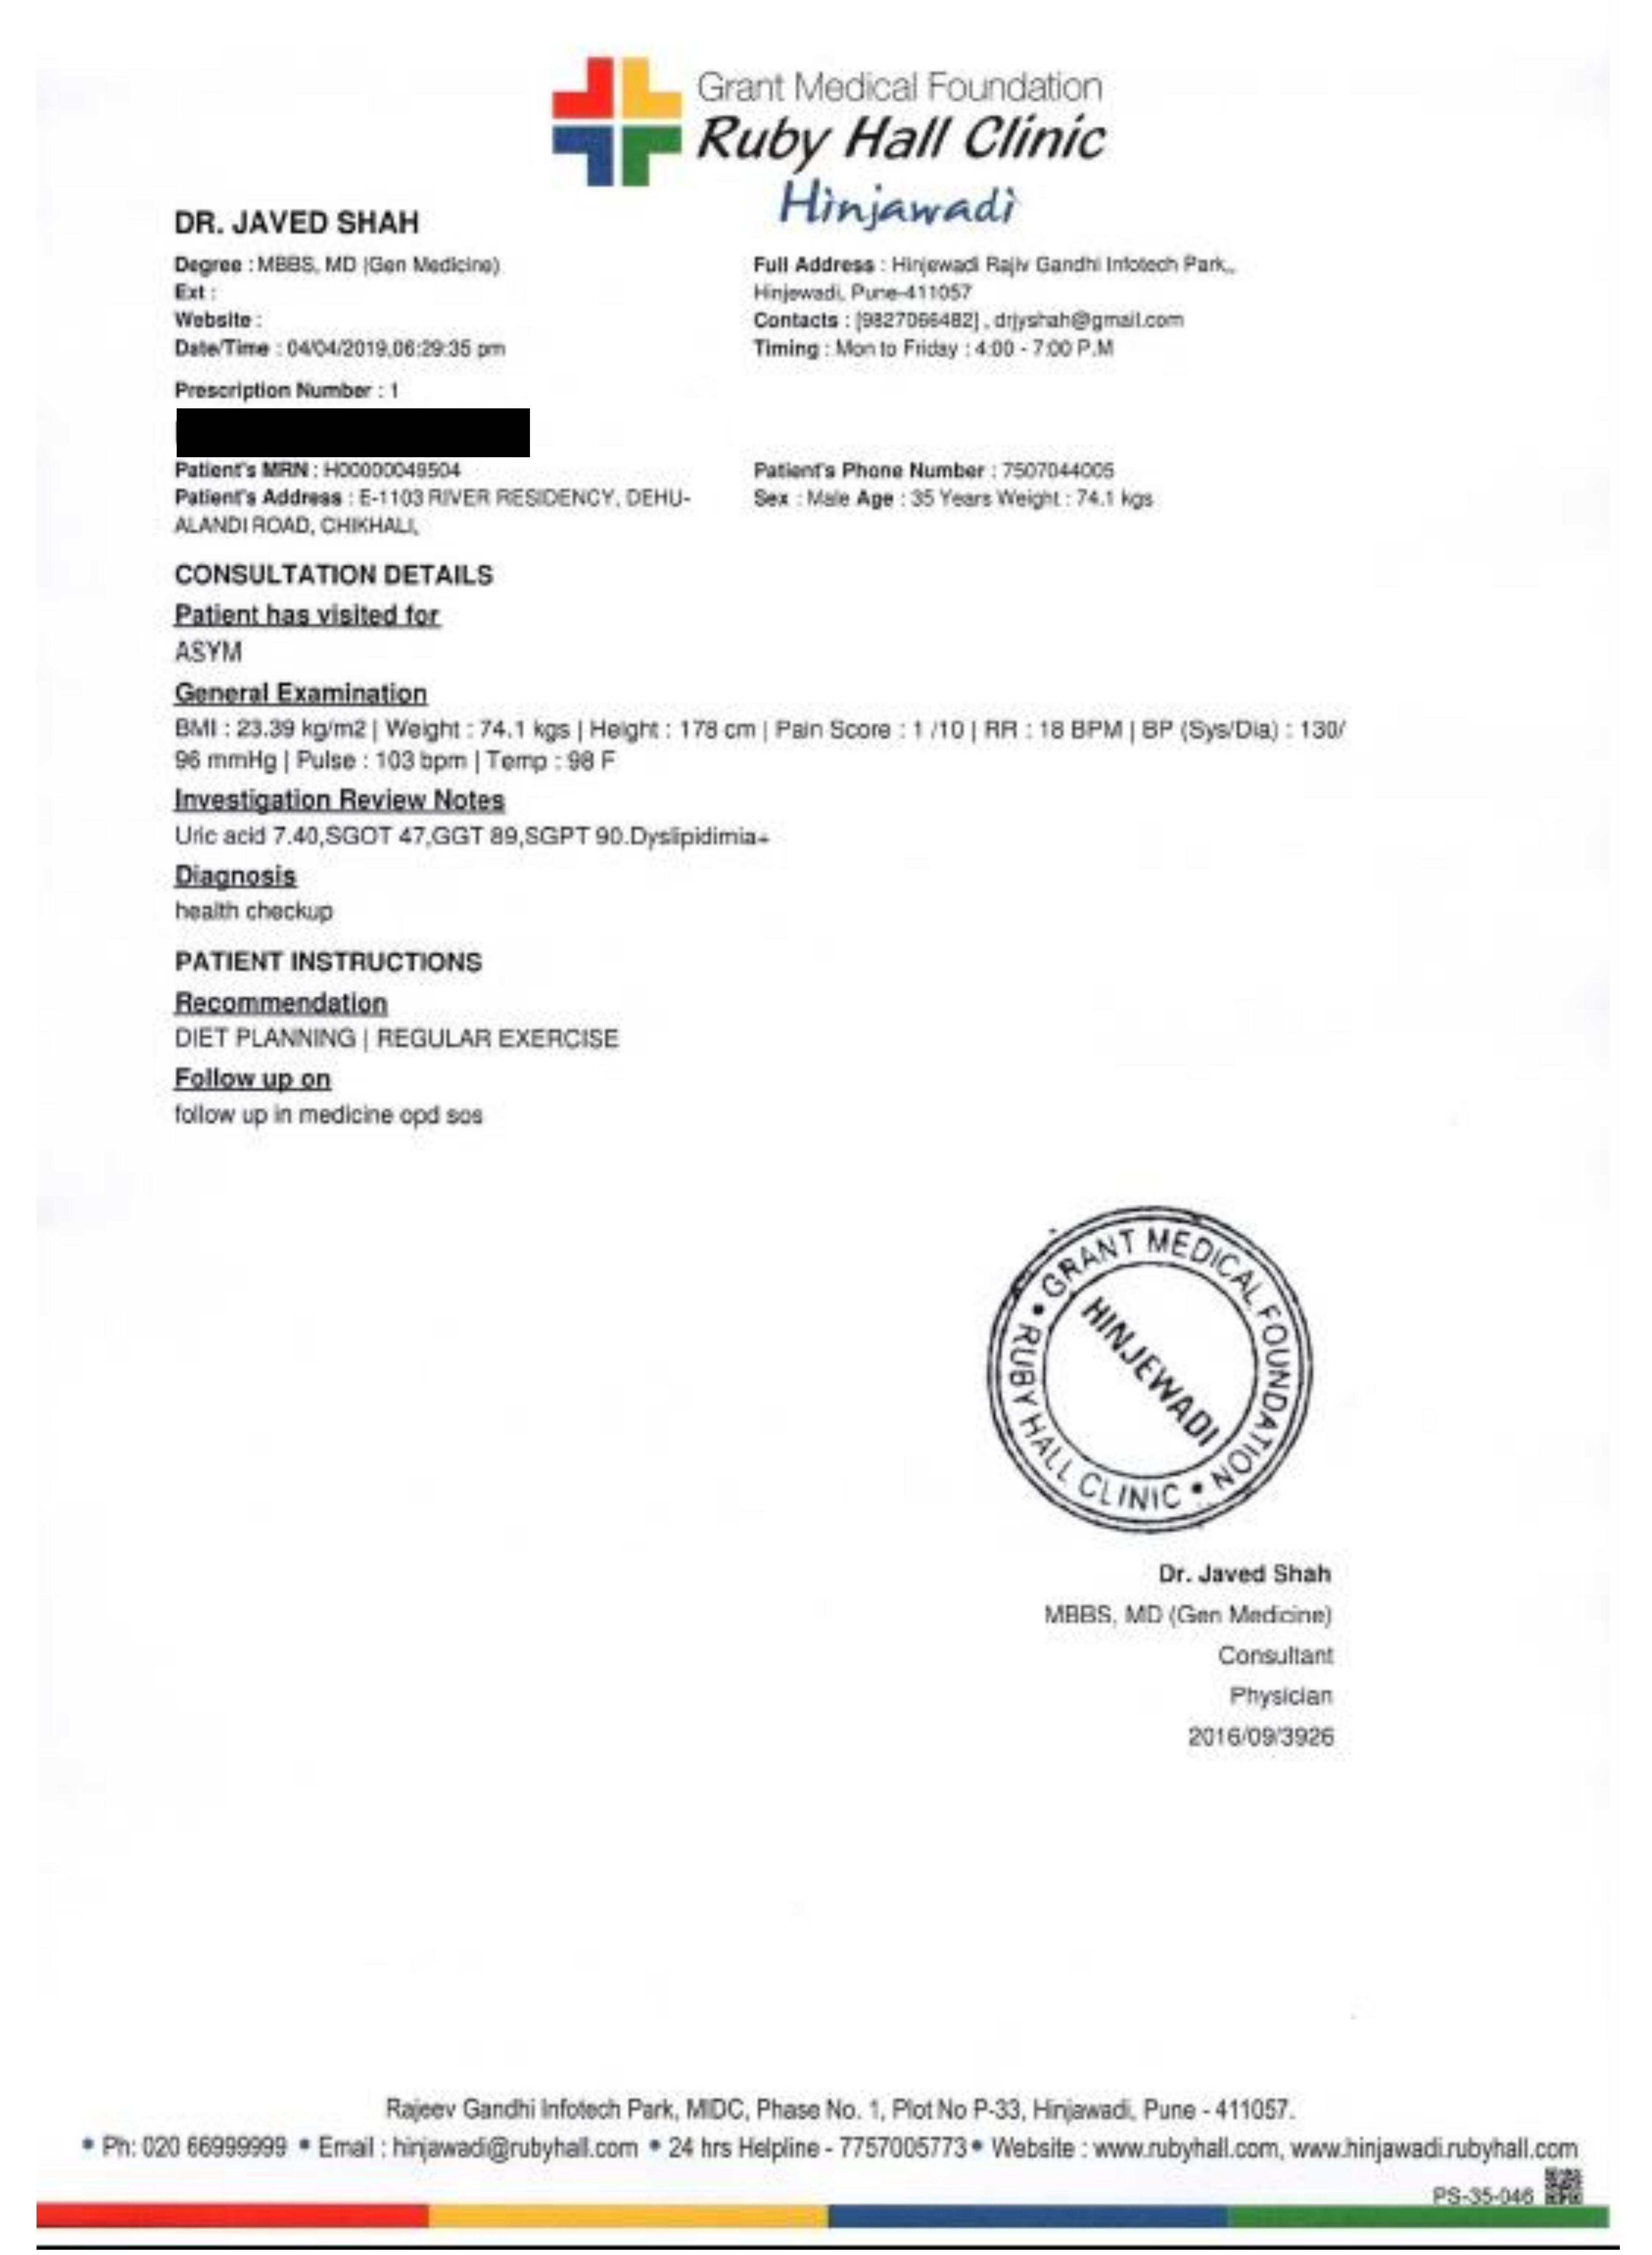 Grant Medical Foundation
Ruby Hall Clinic
Hinjawadi
DR. JAVED SHAH
Degree : MBBS, MD (Gen Medicine)
Ext :
Website :
Date/Time : 04/04/2019,06:29:35 pm
Full Address : Hinjewadi Rajiv Gandhi Infotech Park,,
Hinjewadi, Pune-411057
Contacts : [9827066482] , drjyshah@gmail.com
Timing : Mon to Friday : 4:00 - 7:00 P.M
Prescription Number : 1
Patient's MRN : H00000049504
Patient's Address : E-1103 RIVER RESIDENCY, DEHU-
ALANDI ROAD, CHIKHALI,
Patient's Phone Number : 7507044005
Sex : Male Age : 35 Years Weight : 74.1 kgs
CONSULTATION DETAILS
Patient has visited for
ASYM
General Examination
BMI : 23.39 kg/m2 | Weight : 74.1 kgs | Height : 178 cm | Pain Score : 1 /10 | RR : 18 BPM | BP (Sys/Dia) : 130/
96 mmHg | Pulse : 103 bpm | Temp : 98 F
Investigation Review Notes
Uric acid 7.40,SGOT 47,GGT 89,SGPT 90.Dyslipidimia+
Diagnosis
health checkup
PATIENT INSTRUCTIONS
Recommendation
DIET PLANNING | REGULAR EXERCISE
Follow up on
follow up in medicine opd sos
GRANT MEDICAL FOUNDATION
RUBY HALL CLINIC
HINJEWADI
Dr. Javed Shah
MBBS, MD (Gen Medicine)
Consultant
Physician
2016/09/3926
Rajeev Gandhi Infotech Park, MIDC, Phase No. 1, Plot No P-33, Hinjawadi, Pune - 411057.
• Ph: 020 66999999 • Email : hinjawadi@rubyhall.com • 24 hrs Helpline - 7757005773 • Website : www.rubyhall.com, www.hinjawadi.rubyhall.com
PS-35-046